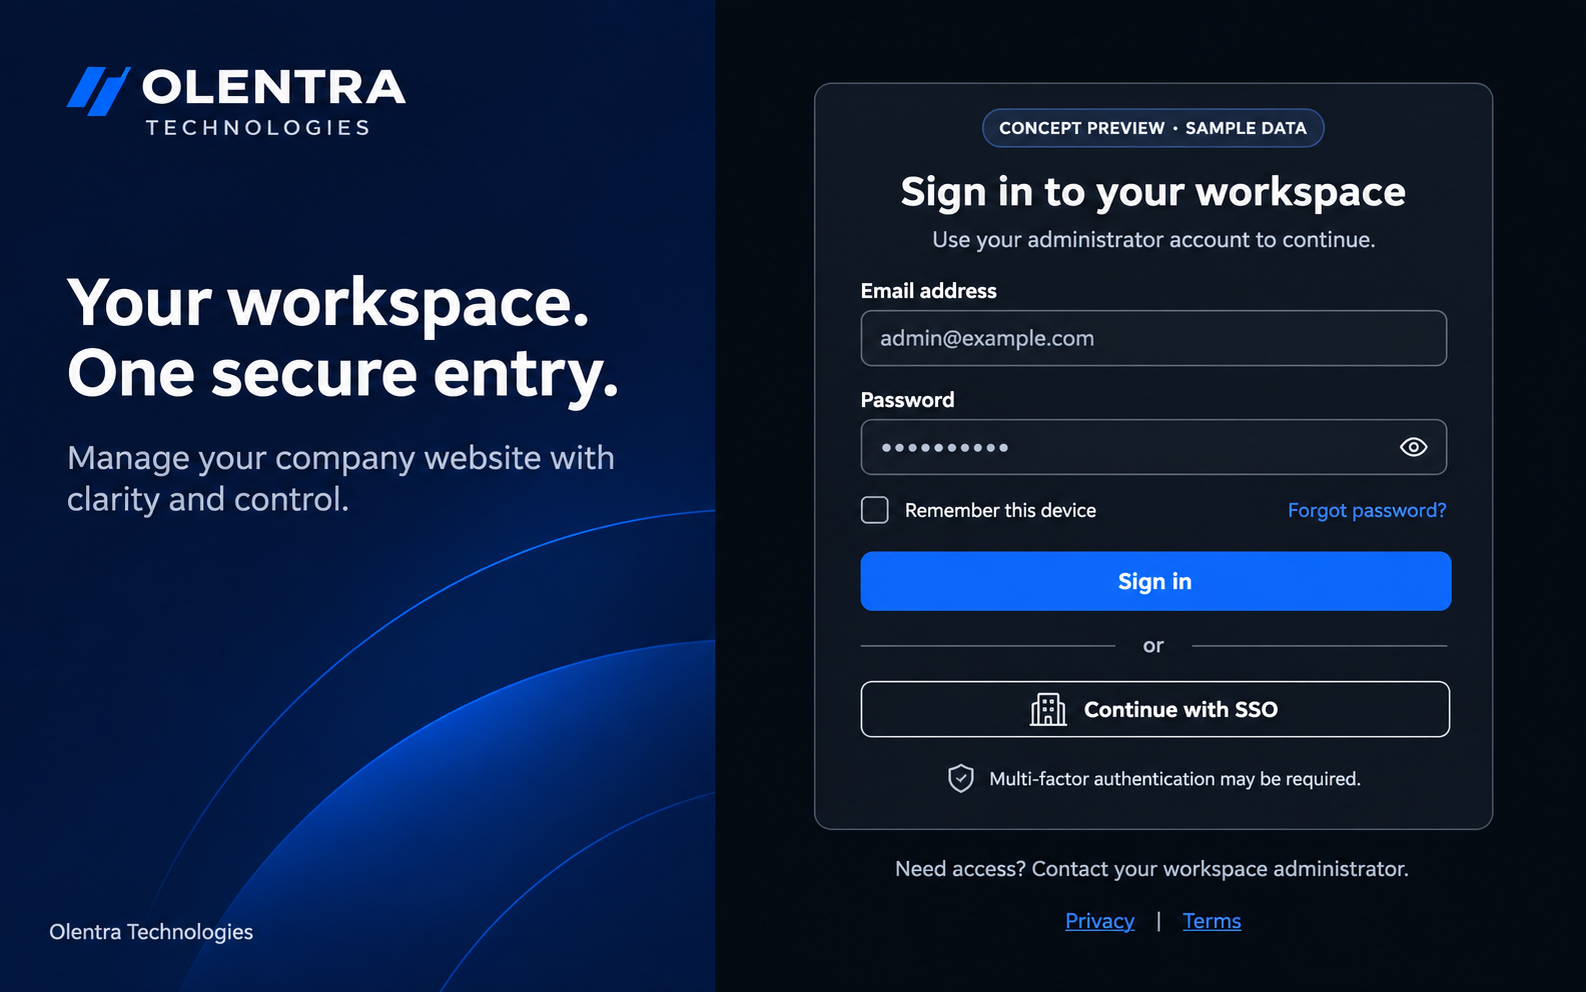 OLENTRA
TECHNOLOGIES
Your workspace.
One secure entry.
Manage your company website with
clarity and control.
Olentra Technologies
CONCEPT PREVIEW • SAMPLE DATA
Sign in to your workspace
Use your administrator account to continue.
Email address
admin@example.com
Password
••••••••••
Remember this device
Forgot password?
Sign in
or
Continue with SSO
Multi-factor authentication may be required.
Need access? Contact your workspace administrator.
Privacy | Terms